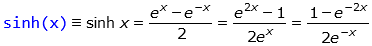 sinh(x) ≡ sinh x = (e^x − e^−x)/2 = (e^2x − 1)/(2e^x) = (1 − e^−2x)/(2e^−x)